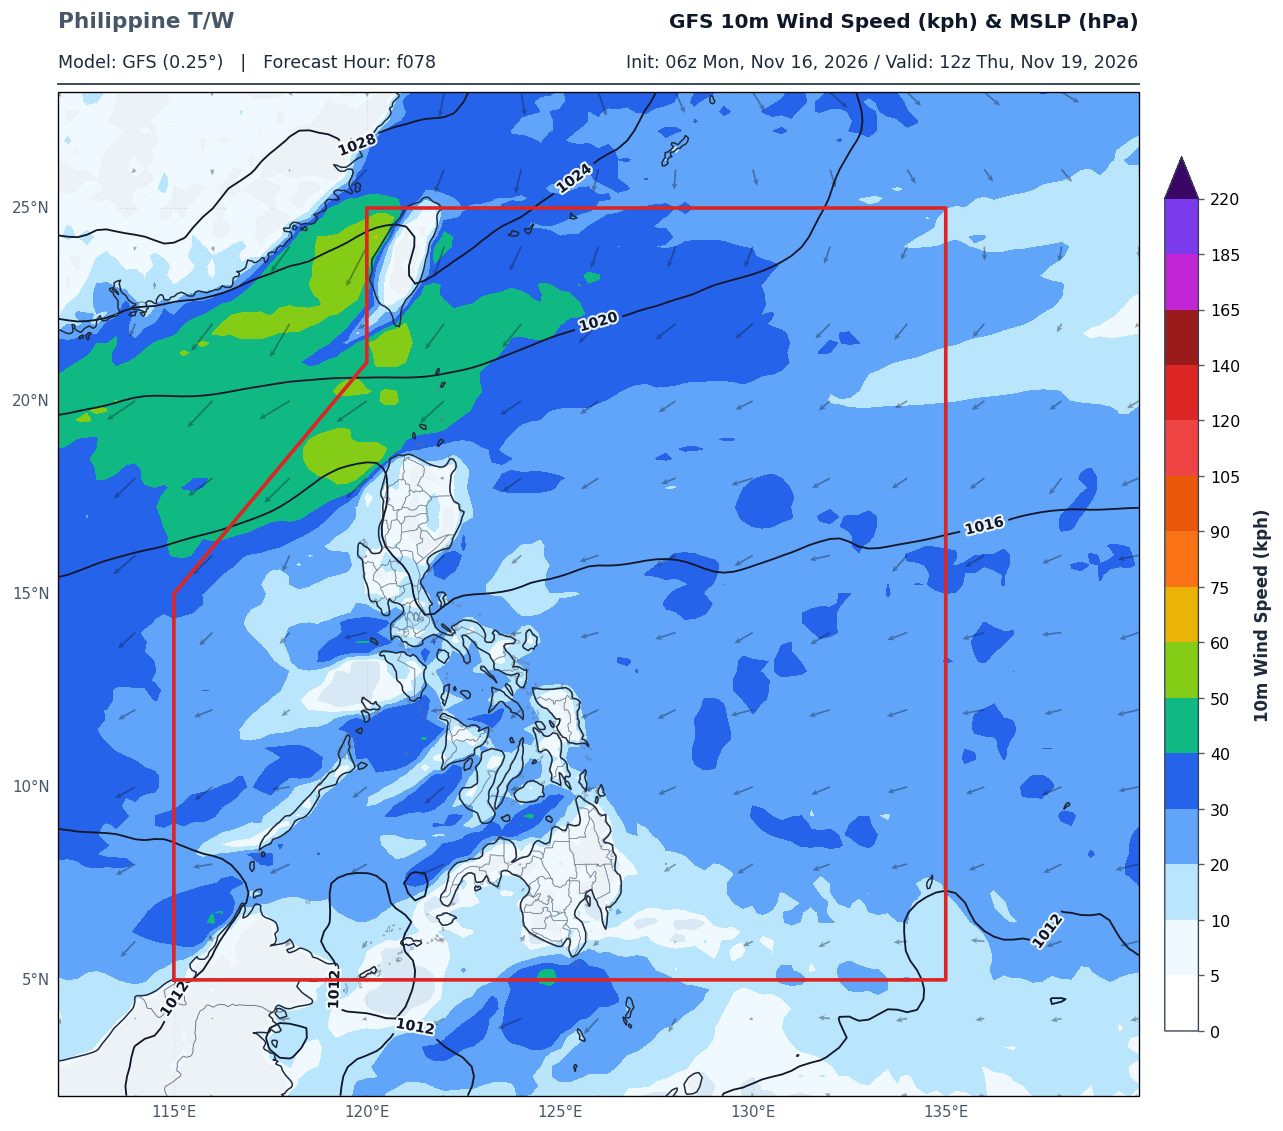 Philippine T/W
GFS 10m Wind Speed (kph) & MSLP (hPa)
Model: GFS (0.25°) | Forecast Hour: f078
Init: 06z Mon, Nov 16, 2026 / Valid: 12z Thu, Nov 19, 2026
1028
1024
1020
1016
1012
1012
1012
1012
25°N
20°N
15°N
10°N
5°N
115°E
120°E
125°E
130°E
135°E
220
185
165
140
120
105
90
75
60
50
40
30
20
10
5
0
10m Wind Speed (kph)